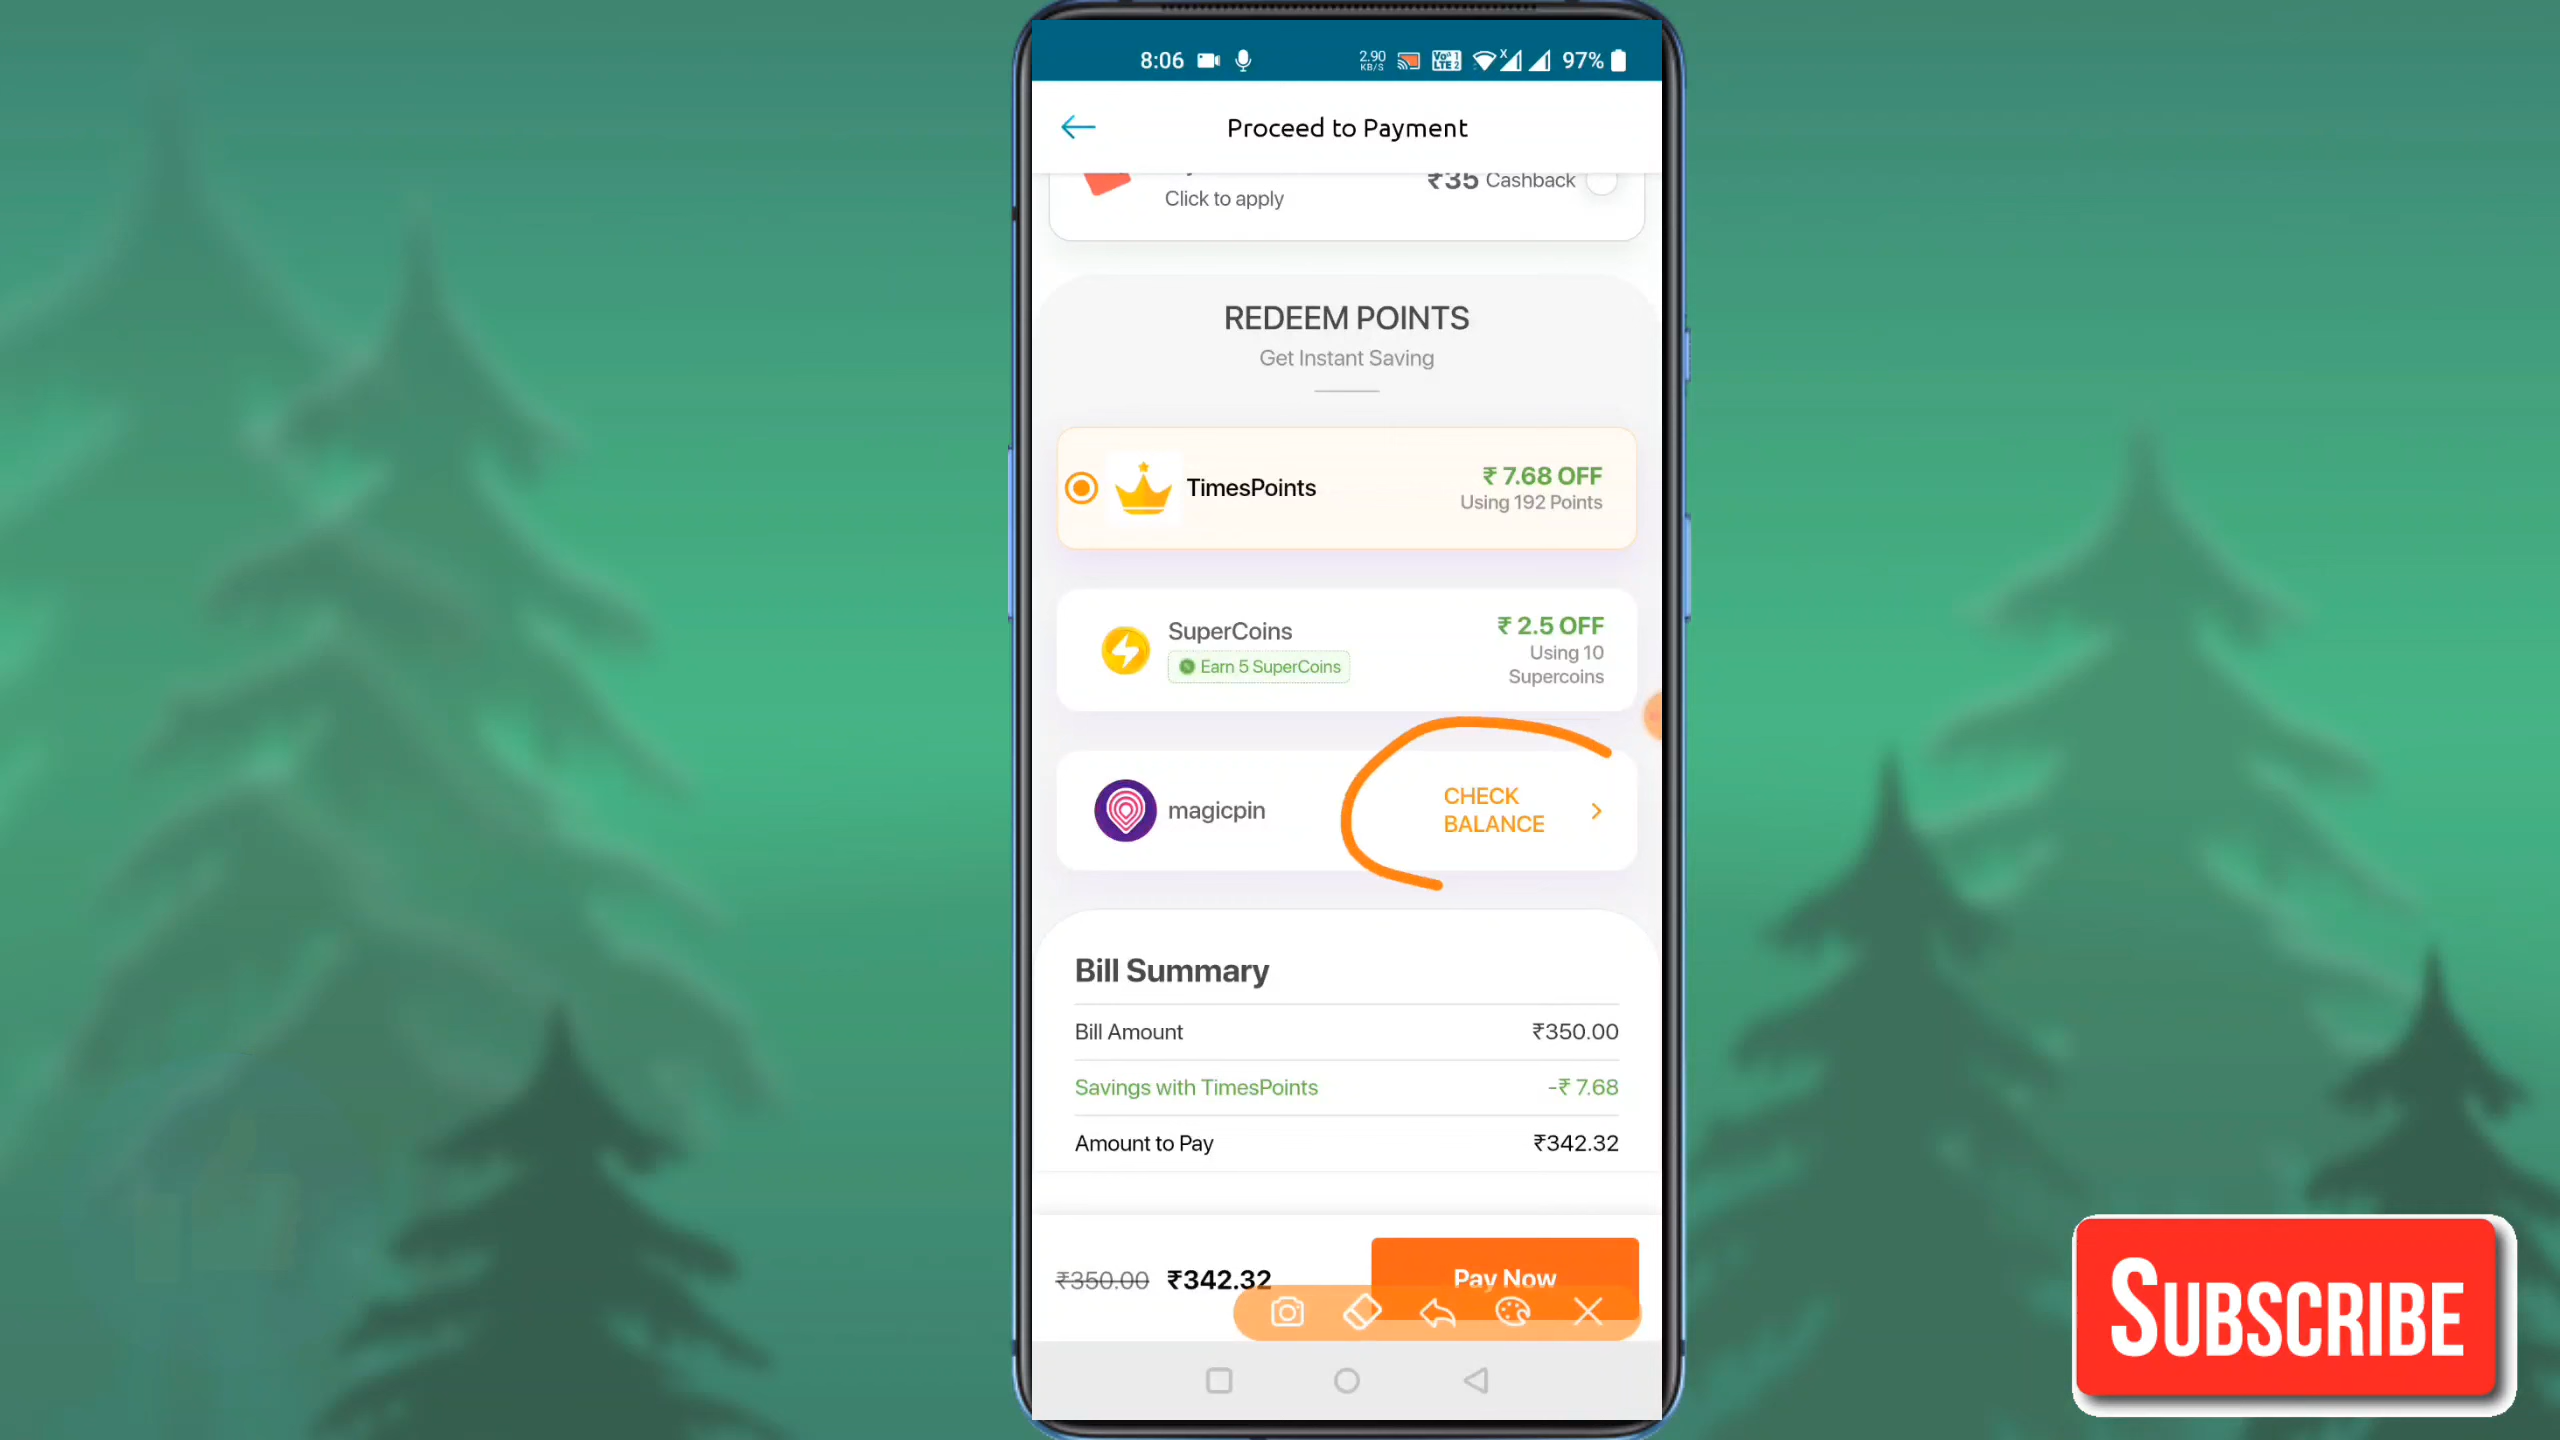 8:06
2.90
KB/S
97%
Proceed to Payment
₹35 Cashback
Click to apply
REDEEM POINTS
Get Instant Saving
TimesPoints
₹ 7.68 OFF
Using 192 Points
SuperCoins
Earn 5 SuperCoins
₹ 2.5 OFF
Using 10
Supercoins
magicpin
CHECK
BALANCE
Bill Summary
Bill Amount ₹350.00
Savings with TimesPoints -₹ 7.68
Amount to Pay ₹342.32
₹350.00 ₹342.32
Pay Now
SUBSCRIBE